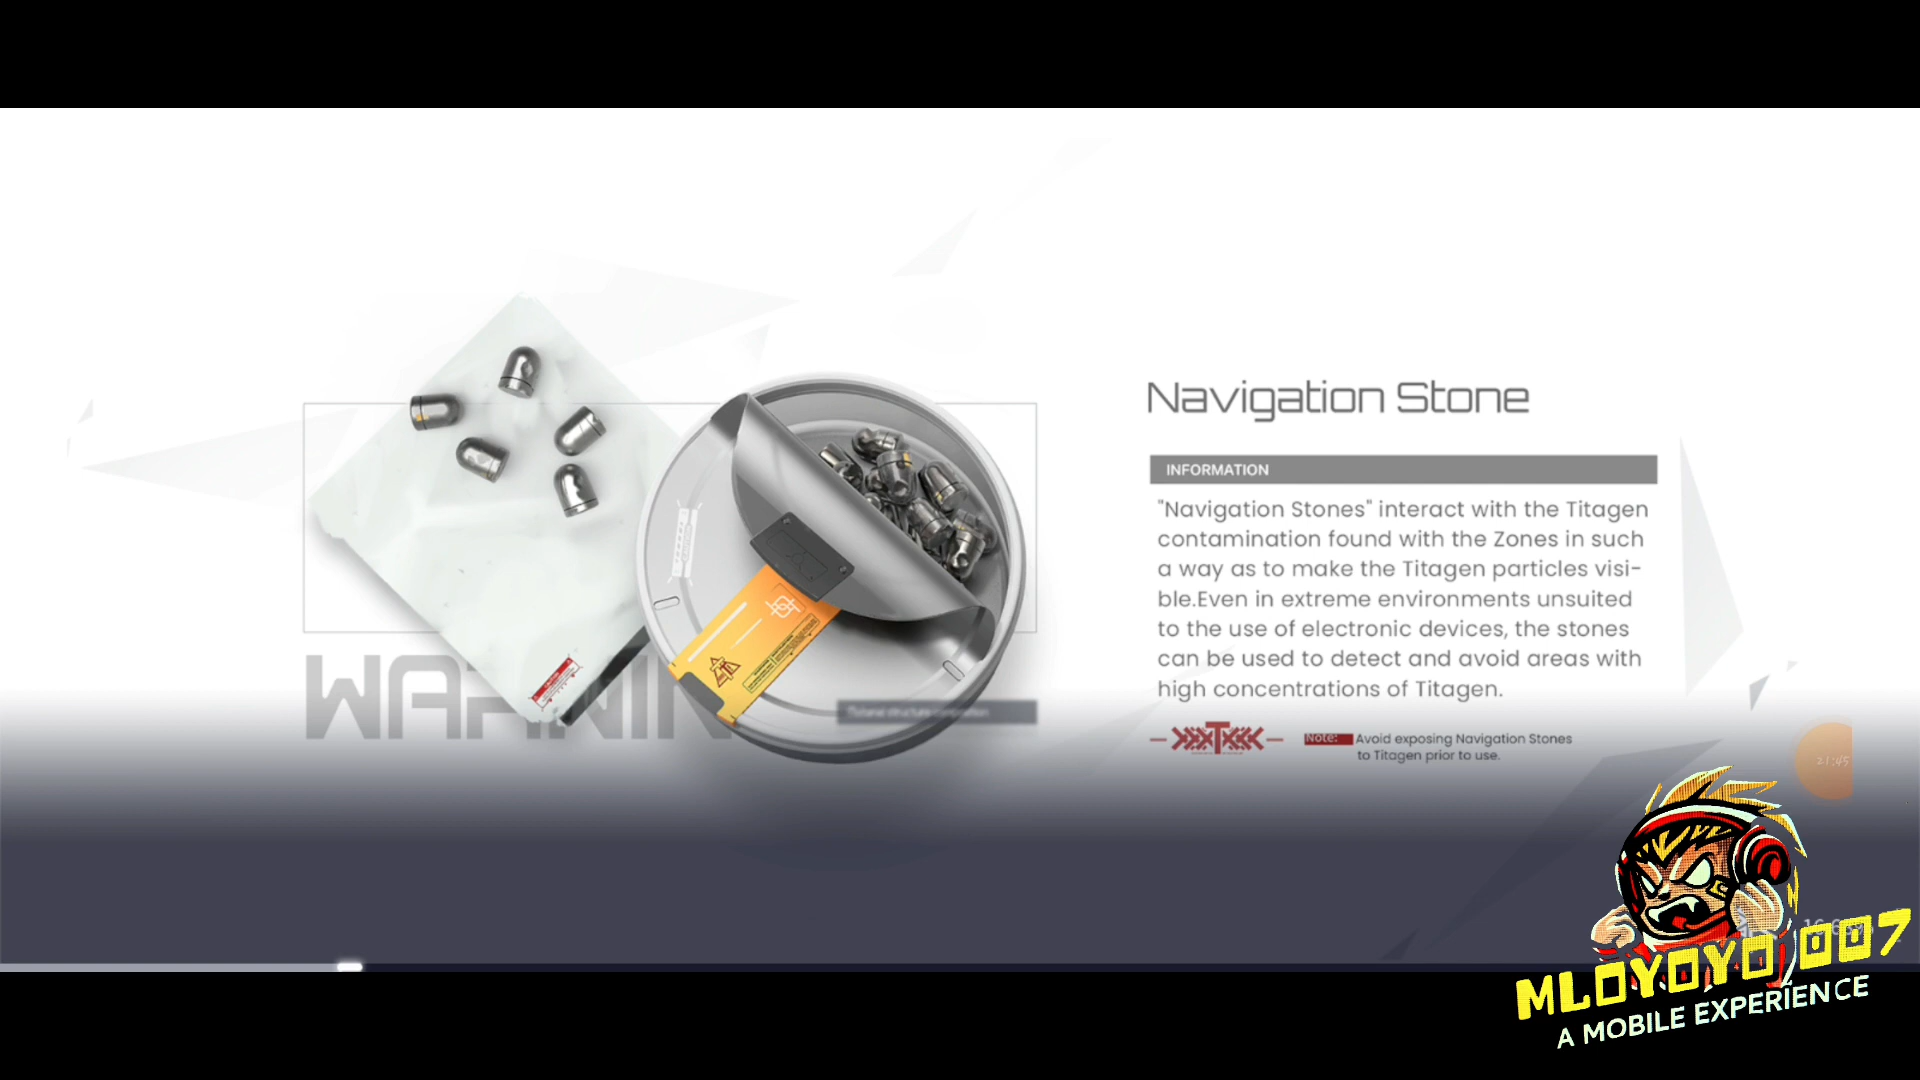 Navigation Stone
INFORMATION
"Navigation Stones" interact with the Titagen
contamination found with the Zones in such
a way as to make the Titagen particles visi-
ble.Even in extreme environments unsuited
to the use of electronic devices, the stones
can be used to detect and avoid areas with
high concentrations of Titagen.
Note: Avoid exposing Navigation Stones
to Titagen prior to use.
21:45
MLOYOYO 007
A MOBILE EXPERIENCE